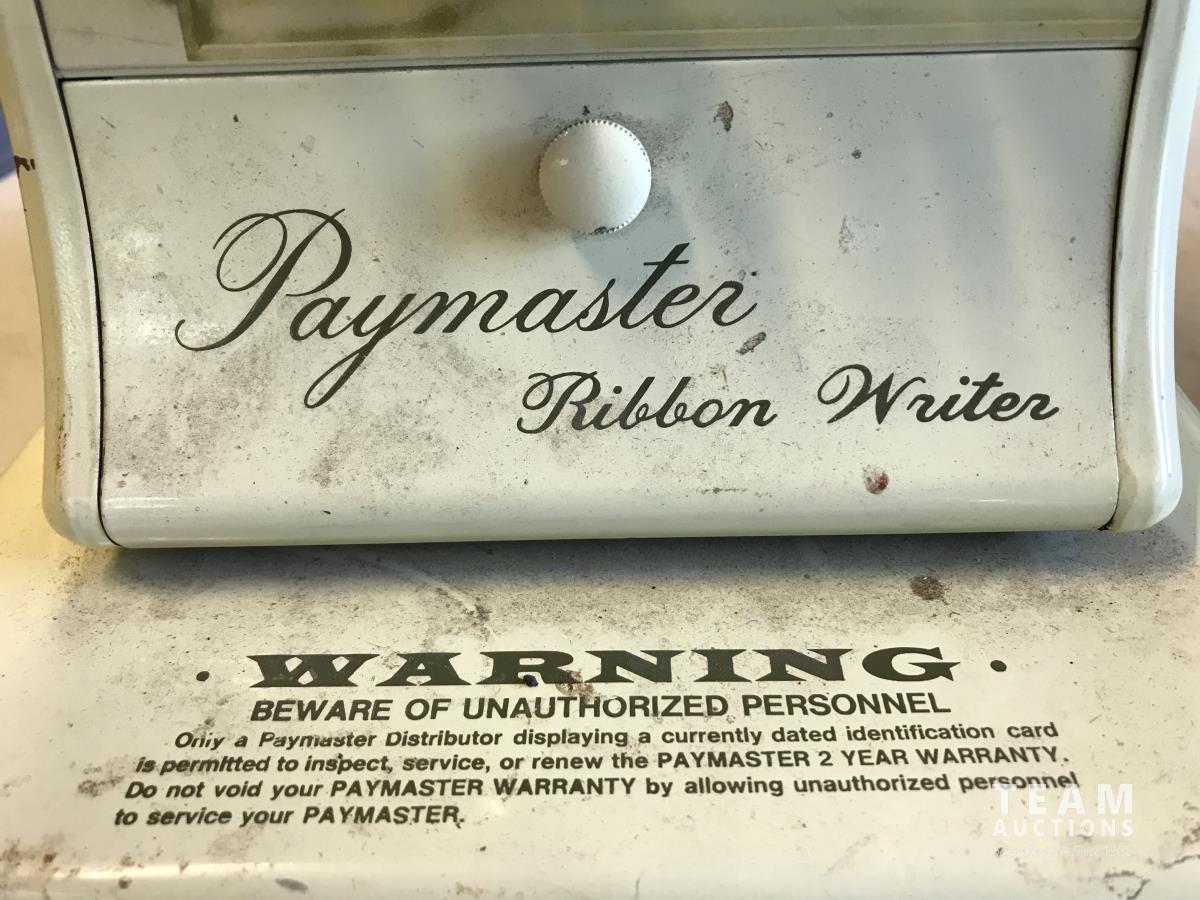 Paymaster
Ribbon Writer
· WARNING ·
BEWARE OF UNAUTHORIZED PERSONNEL
Only a Paymaster Distributor displaying a currently dated identification card
is permitted to inspect, service, or renew the PAYMASTER 2 YEAR WARRANTY.
Do not void your PAYMASTER WARRANTY by allowing unauthorized personnel
to service your PAYMASTER.
TEAM
AUCTIONS